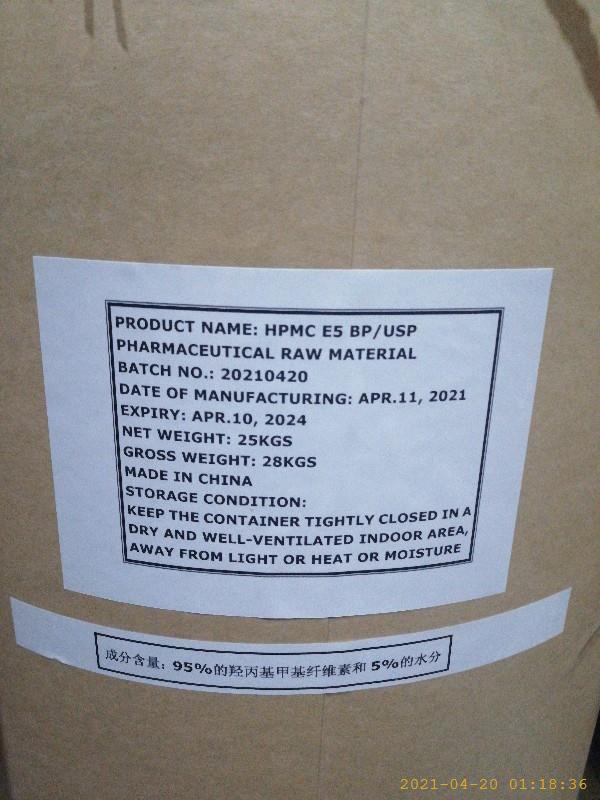 PRODUCT NAME: HPMC E5 BP/USP
PHARMACEUTICAL RAW MATERIAL
BATCH NO.: 20210420
DATE OF MANUFACTURING: APR.11, 2021
EXPIRY: APR.10, 2024
NET WEIGHT: 25KGS
GROSS WEIGHT: 28KGS
MADE IN CHINA
STORAGE CONDITION:
KEEP THE CONTAINER TIGHTLY CLOSED IN A
DRY AND WELL-VENTILATED INDOOR AREA,
AWAY FROM LIGHT OR HEAT OR MOISTURE
成分含量：95%的羟丙基甲基纤维素和 5%的水分
2021-04-20 01:18:36